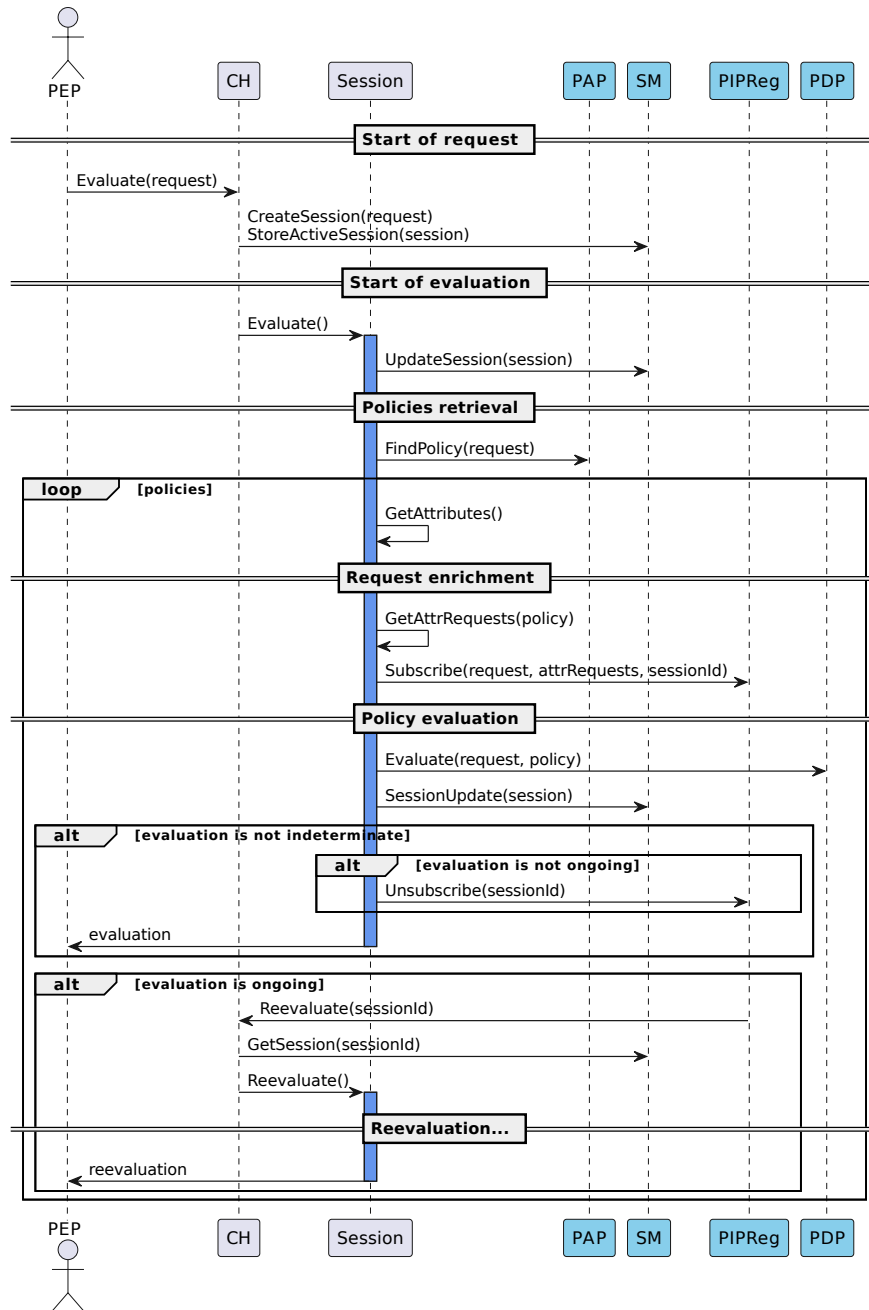 PEP
CH
Session
PAP
SM
PIPReg
PDP
Start of request
Evaluate(request)
CreateSession(request)
StoreActiveSession(session)
Start of evaluation
Evaluate()
UpdateSession(session)
Policies retrieval
FindPolicy(request)
loop
[policies]
GetAttributes()
Request enrichment
GetAttrRequests(policy)
Subscribe(request, attrRequests, sessionId)
Policy evaluation
Evaluate(request, policy)
SessionUpdate(session)
alt
[evaluation is not indeterminate]
alt
[evaluation is not ongoing]
Unsubscribe(sessionId)
evaluation
alt
[evaluation is ongoing]
Reevaluate(sessionId)
GetSession(sessionId)
Reevaluate()
Reevaluation...
reevaluation
PEP
CH
Session
PAP
SM
PIPReg
PDP